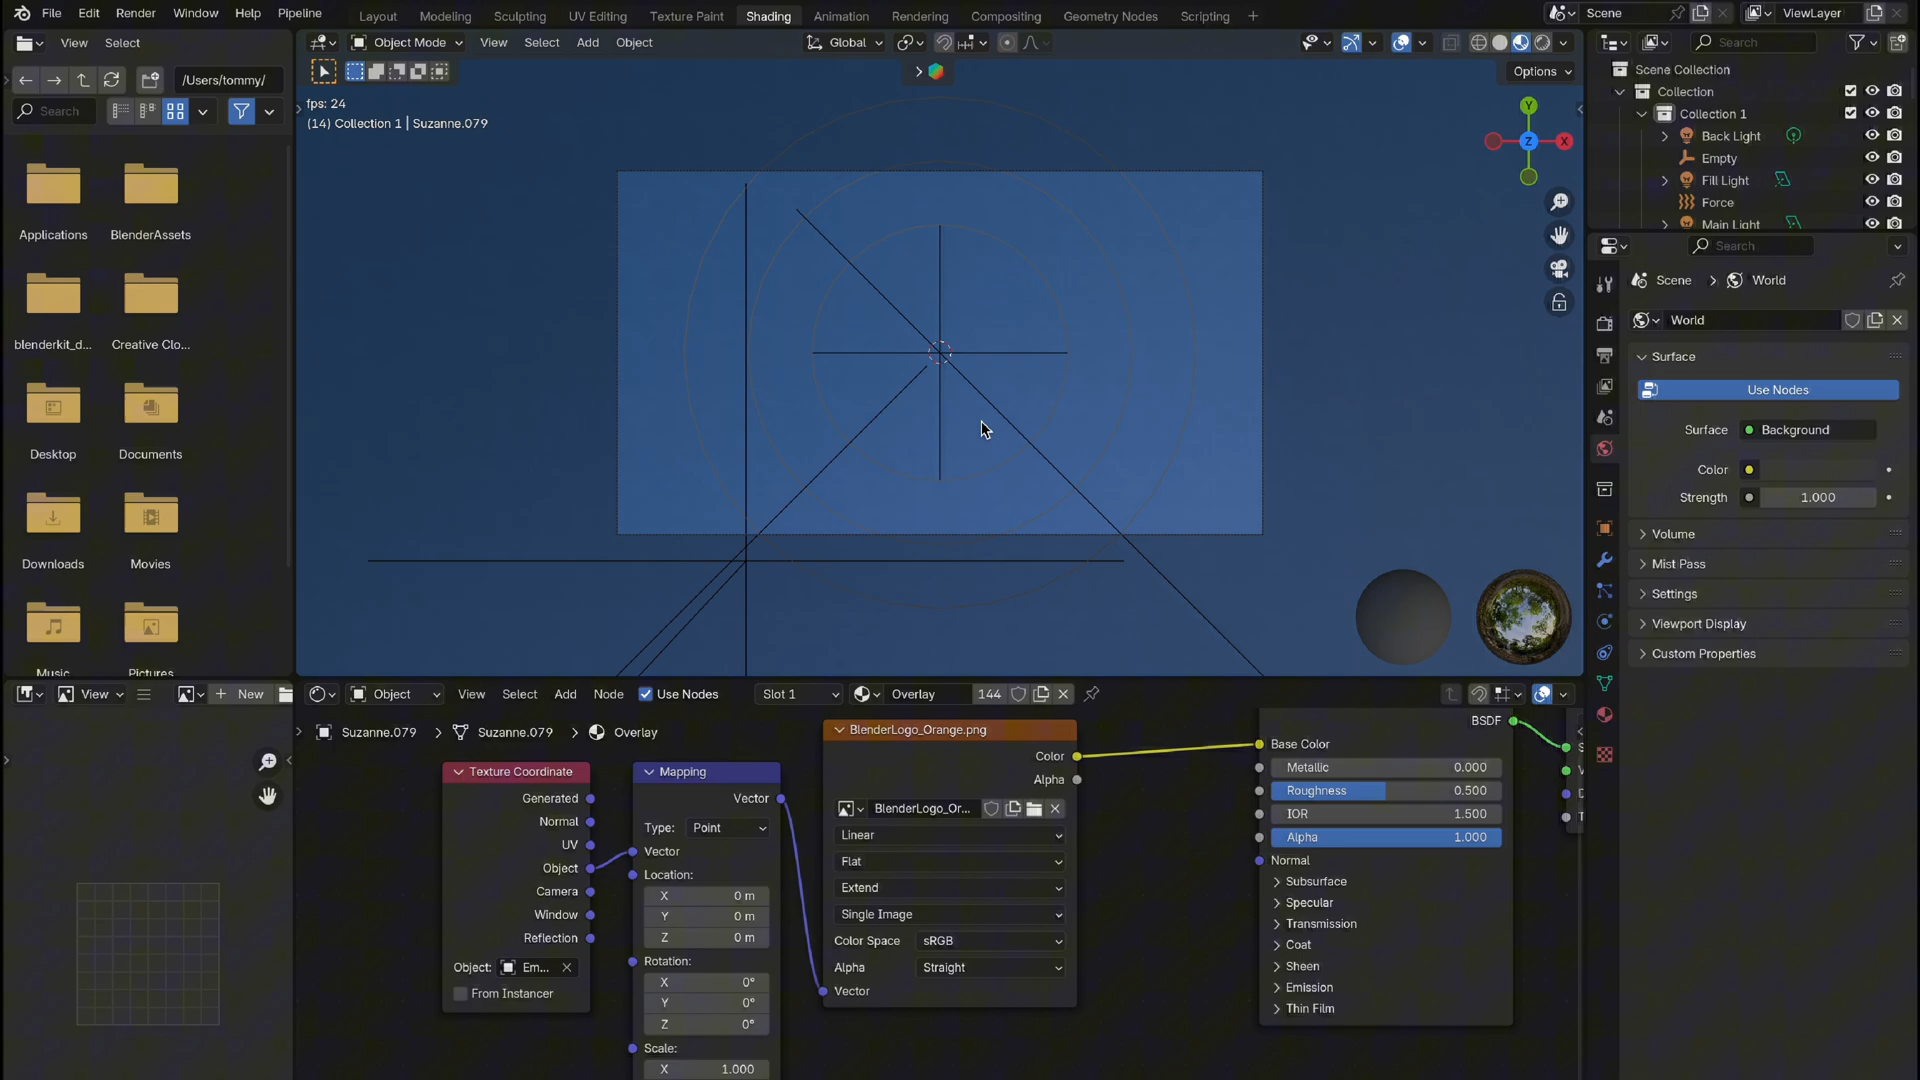 File Edit Render Window Help Pipeline Layout Modeling Sculpting UV Editing Texture Paint Shading Animation Rendering Compositing Geometry Nodes Scripting + Scene ViewLayer
View Select
Object Mode View Select Add Object Global
Search
/Users/tommy/
Options
Search
fps: 24
(14) Collection 1 | Suzanne.079
Applications BlenderAssets
blenderkit_d... Creative Clo...
Desktop Documents
Downloads Movies
Music Pictures
Y
Z X
Scene Collection
Collection
Collection 1
Back Light
Empty
Fill Light
Force
Main Light
Search
Scene > World
World
Surface
Use Nodes
Surface Background
Color
Strength 1.000
Volume
Mist Pass
Settings
Viewport Display
Custom Properties
View + New
Object View Select Add Node Use Nodes Slot 1 Overlay 144
Suzanne.079 > Suzanne.079 > Overlay
Texture Coordinate
Generated
Normal
UV
Object
Camera
Window
Reflection
Object: Em...
From Instancer
Mapping
Vector
Type: Point
Vector
Location:
X 0 m
Y 0 m
Z 0 m
Rotation:
X 0°
Y 0°
Z 0°
Scale:
X 1.000
BlenderLogo_Orange.png
Color
Alpha
BlenderLogo_Or...
Linear
Flat
Extend
Single Image
Color Space sRGB
Alpha Straight
Vector
BSDF
Base Color
Metallic 0.000
Roughness 0.500
IOR 1.500
Alpha 1.000
Normal
Subsurface
Specular
Transmission
Coat
Sheen
Emission
Thin Film